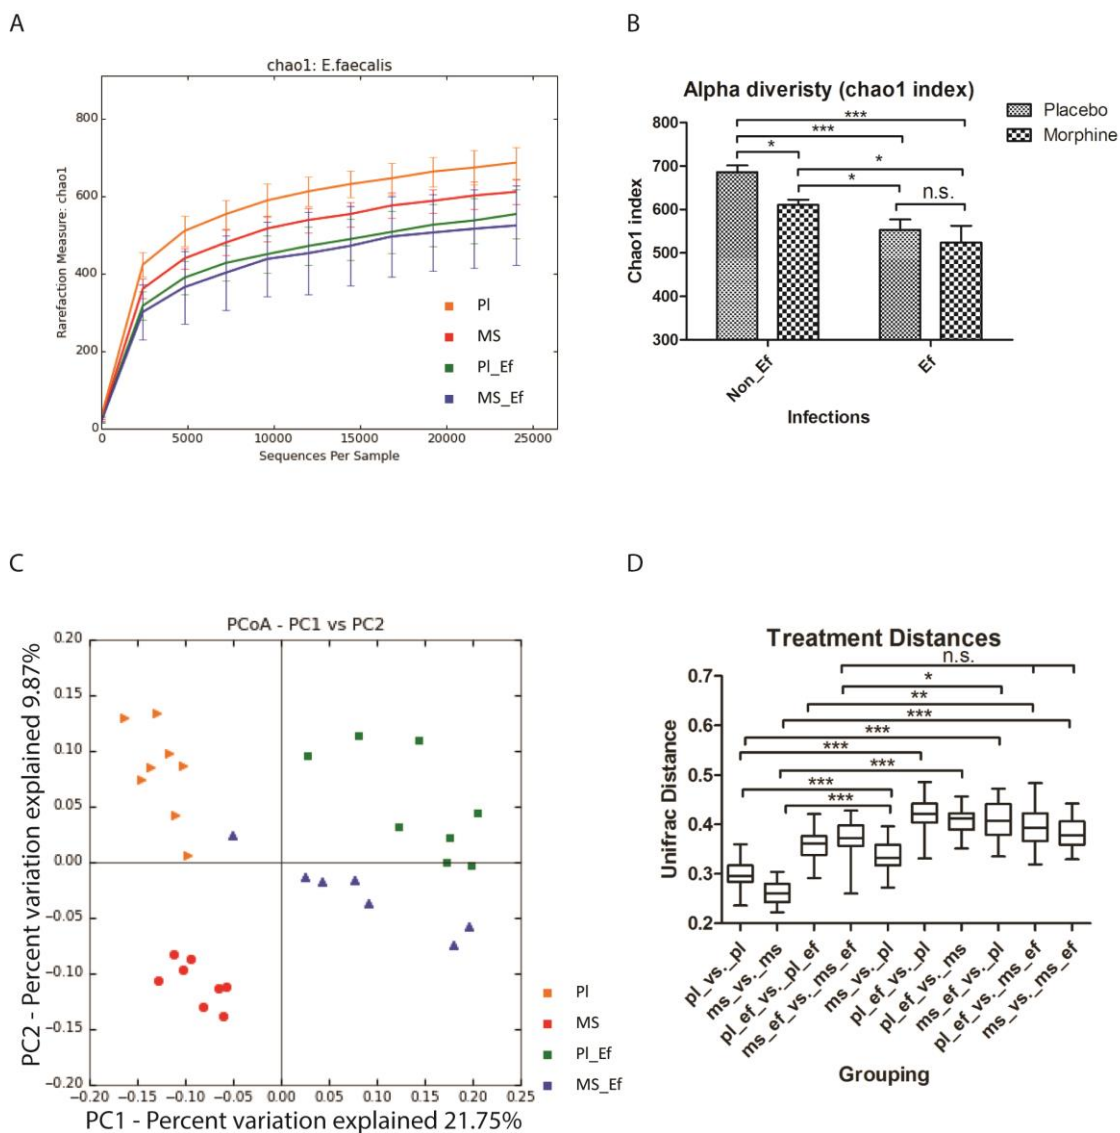 A
chao1: E.faecalis
Rarefaction Measure: chao1
800
600
400
200
0
0 5000 10000 15000 20000 25000
Sequences Per Sample
Pl
MS
Pl_Ef
MS_Ef
B
Alpha diveristy (chao1 index)
Placebo
Morphine
***
***
*
*
*
n.s.
Chao1 index
800
700
600
500
400
300
Non_Ef
Ef
Infections
C
PCoA - PC1 vs PC2
PC2 - Percent variation explained 9.87%
0.20
0.15
0.10
0.05
0.00
−0.05
−0.10
−0.15
−0.20
−0.20 −0.15 −0.10 −0.05 0.00 0.05 0.10 0.15 0.20 0.25
PC1 - Percent variation explained 21.75%
Pl
MS
Pl_Ef
MS_Ef
D
Treatment Distances
n.s.
*
**
***
***
***
***
***
***
Unifrac Distance
0.7
0.6
0.5
0.4
0.3
0.2
pl_vs._pl
ms_vs._ms
pl_ef_vs._pl_ef
ms_ef_vs._ms_ef
ms_vs._pl
pl_ef_vs._pl
pl_ef_vs._ms
ms_ef_vs._pl
pl_ef_vs._ms_ef
ms_vs._ms_ef
Grouping